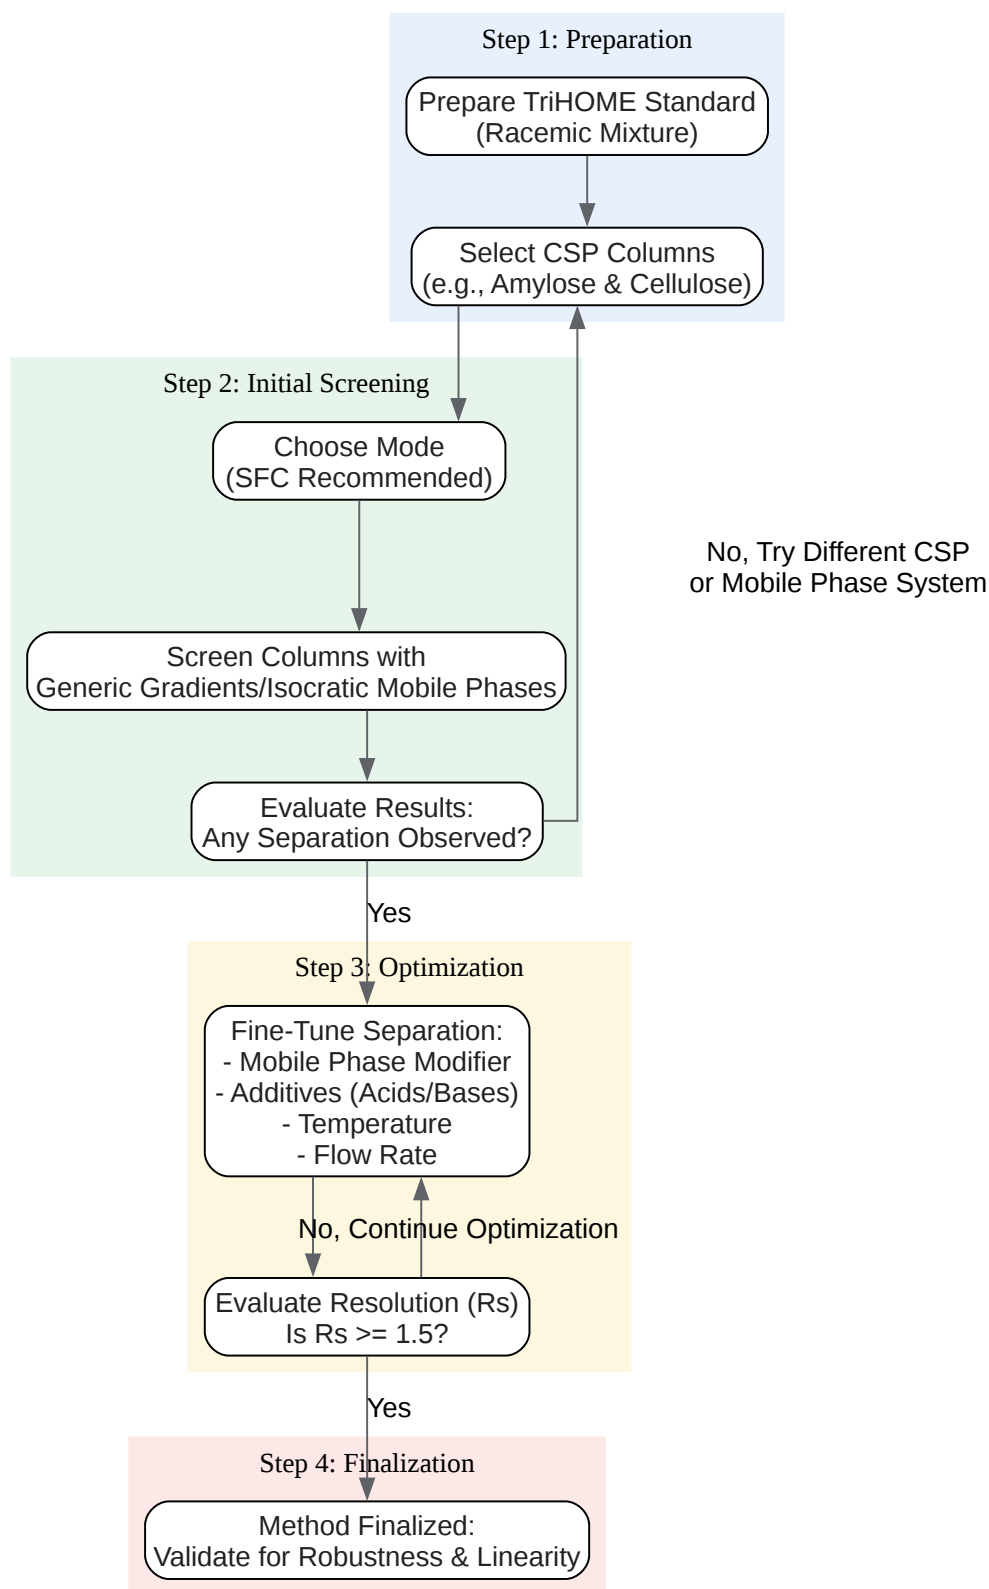 Step 1: Preparation
Prepare TriHOME Standard
(Racemic Mixture)
Select CSP Columns
(e.g., Amylose & Cellulose)
Step 2: Initial Screening
Choose Mode
(SFC Recommended)
No, Try Different CSP
or Mobile Phase System
Screen Columns with
Generic Gradients/Isocratic Mobile Phases
Evaluate Results:
Any Separation Observed?
Yes
Step 3: Optimization
Fine-Tune Separation:
- Mobile Phase Modifier
- Additives (Acids/Bases)
- Temperature
- Flow Rate
No, Continue Optimization
Evaluate Resolution (Rs)
Is Rs >= 1.5?
Yes
Step 4: Finalization
Method Finalized:
Validate for Robustness & Linearity